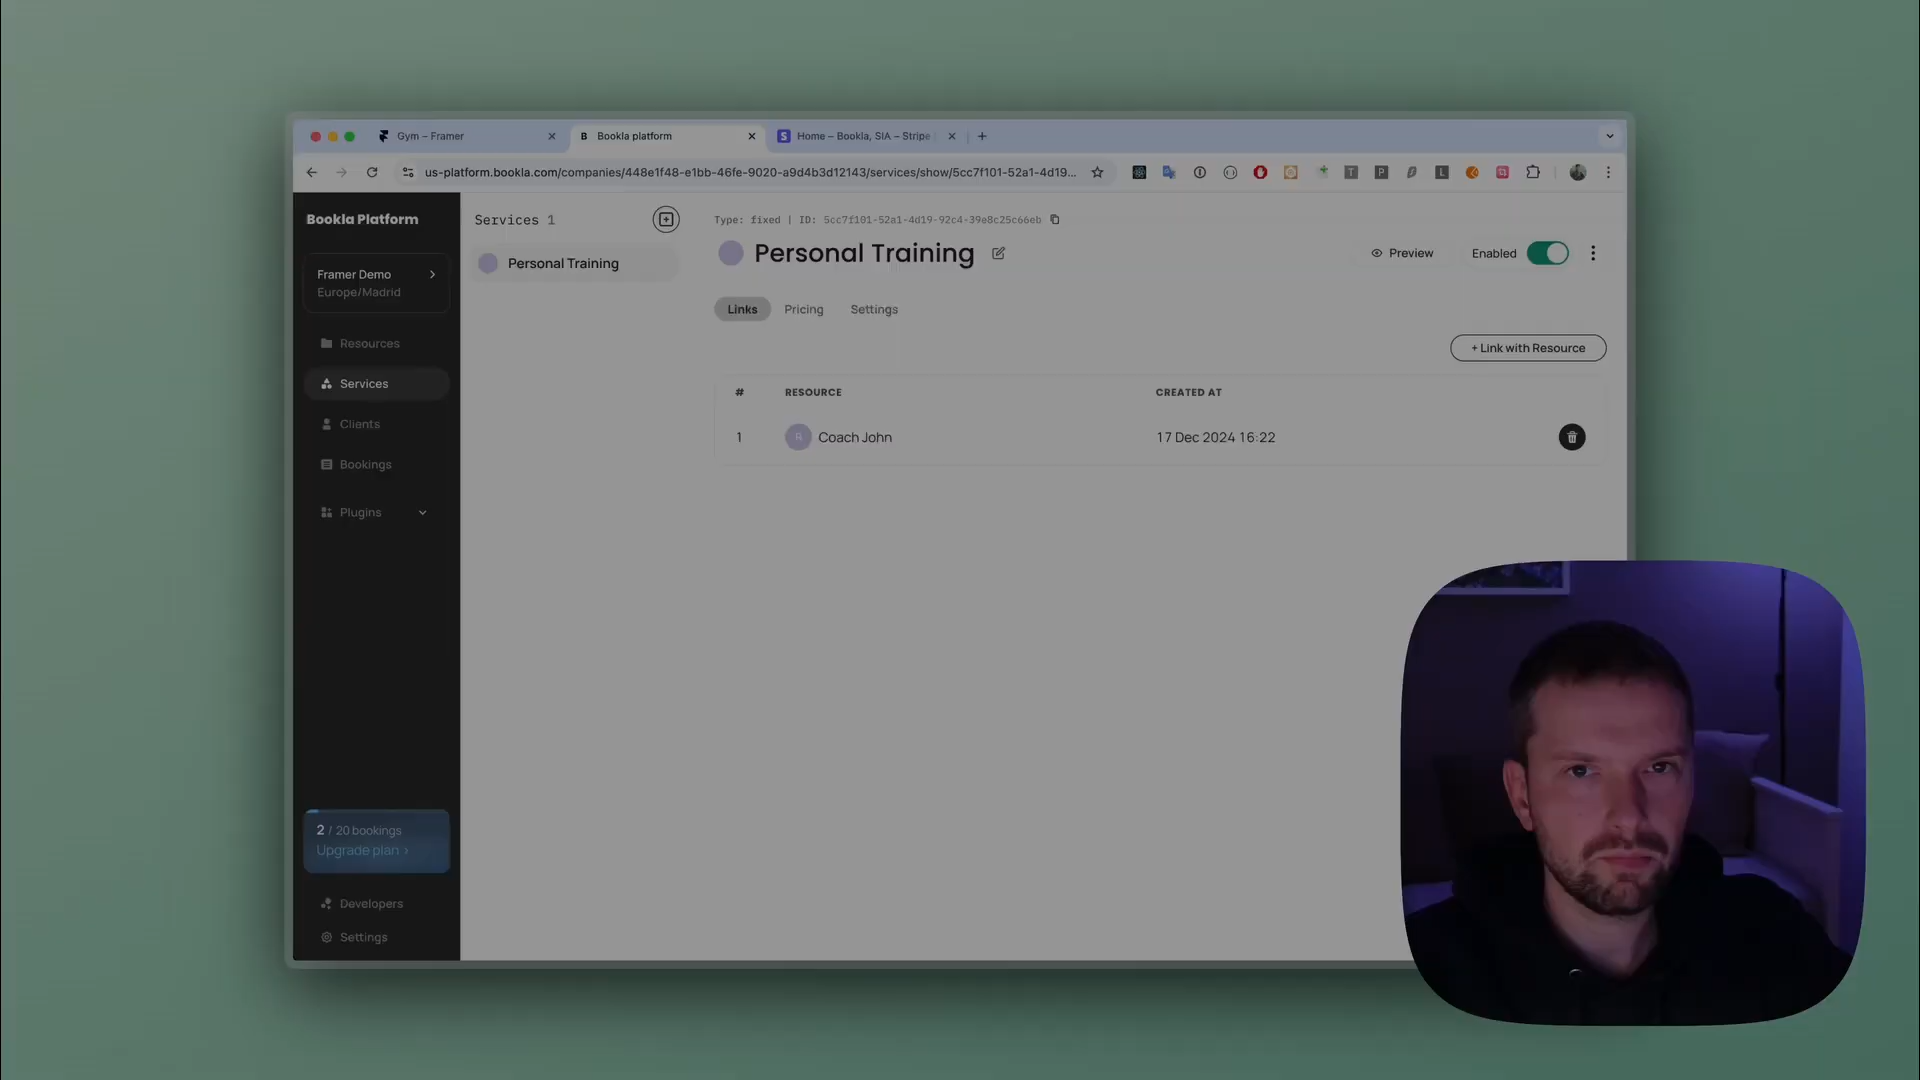 Gym – Framer
Bookla platform
Home – Bookla, SIA – Stripe
us-platform.bookla.com/companies/448e1f48-e1bb-46fe-9020-a9d4b3d12143/services/show/5cc7f101-52a1-4d19...
Bookla Platform
Framer Demo
Europe/Madrid
Resources
Services
Clients
Bookings
Plugins
2 / 20 bookings
Upgrade plan >
Developers
Settings
Services 1
Personal Training
Type: fixed | ID: 5cc7f101-52a1-4d19-92c4-39e8c25c66eb
Personal Training
Preview
Enabled
Links
Pricing
Settings
+ Link with Resource
# RESOURCE CREATED AT
1 R Coach John 17 Dec 2024 16:22